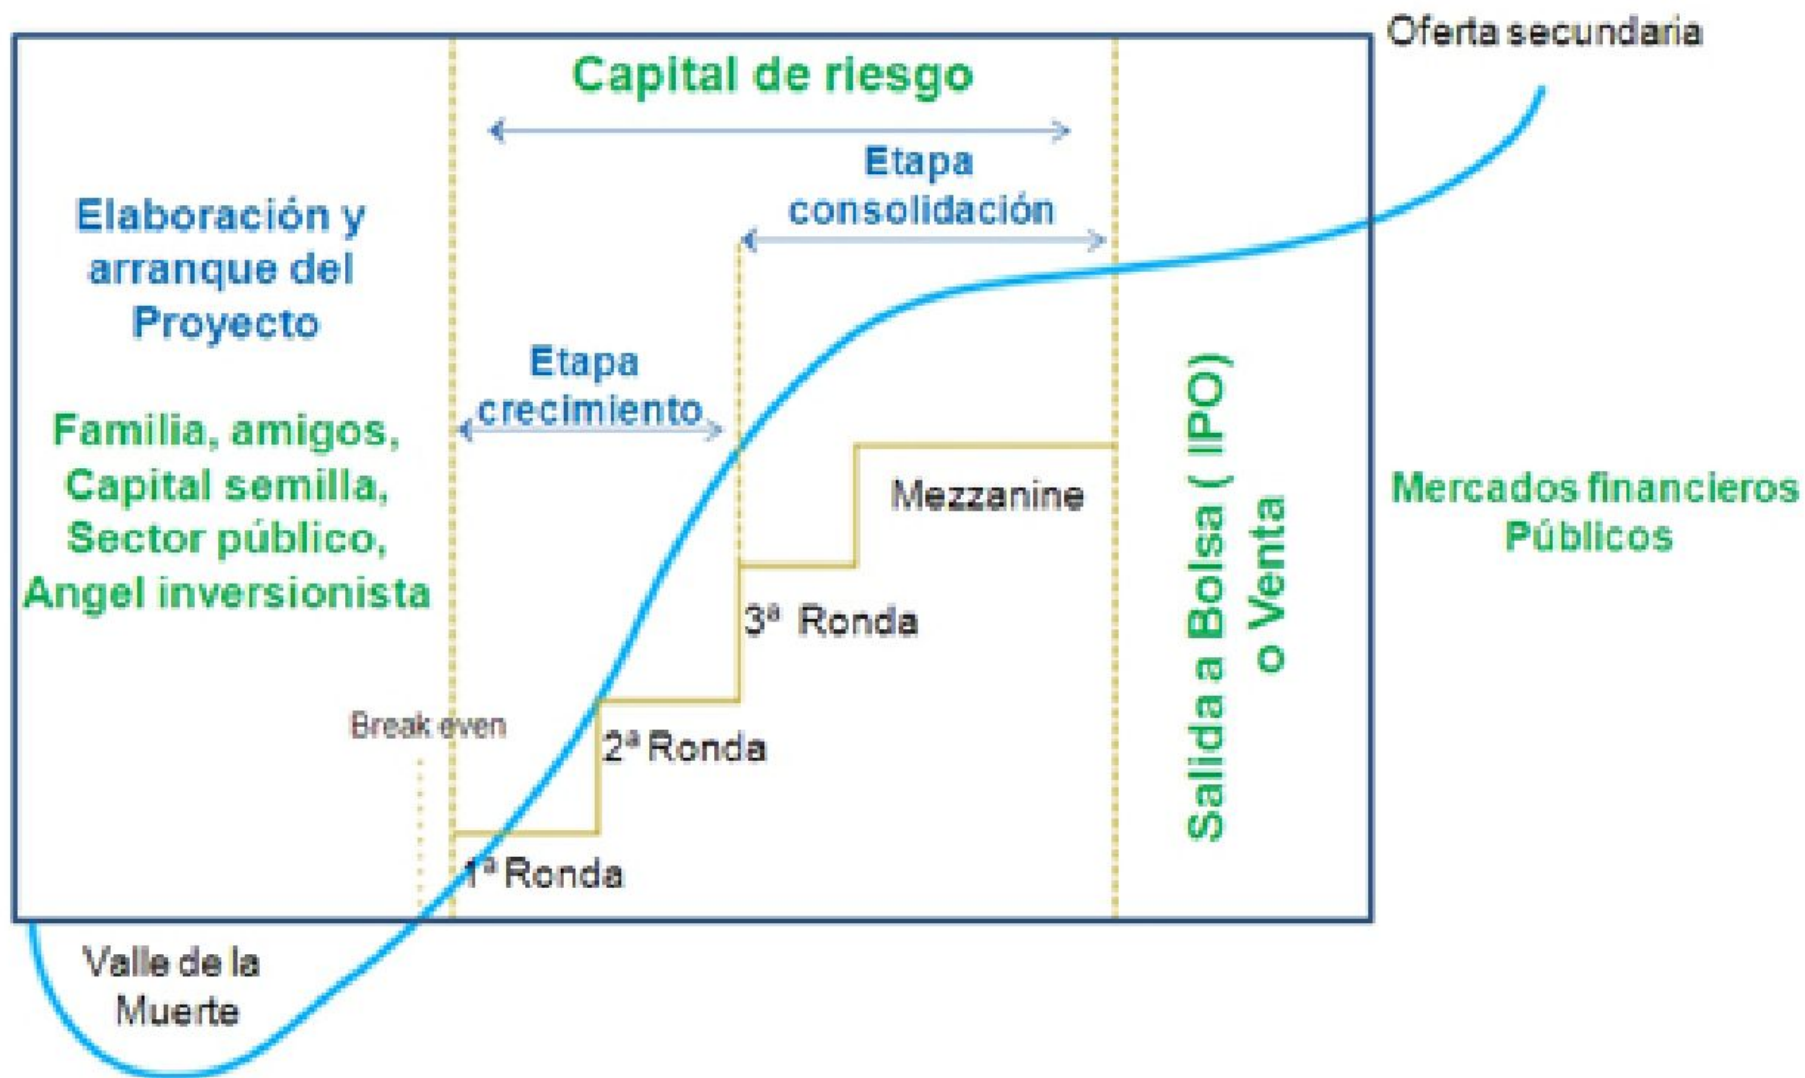 Oferta secundaria
Capital de riesgo
Etapa
consolidación
Elaboración y
arranque del
Proyecto
Etapa
crecimiento
Familia, amigos,
Capital semilla,
Sector público,
Angel inversionista
Mezzanine
3ª Ronda
Break even
2ª Ronda
1ª Ronda
Salida a Bolsa ( IPO)
o Venta
Mercados financieros
Públicos
Valle de la
Muerte